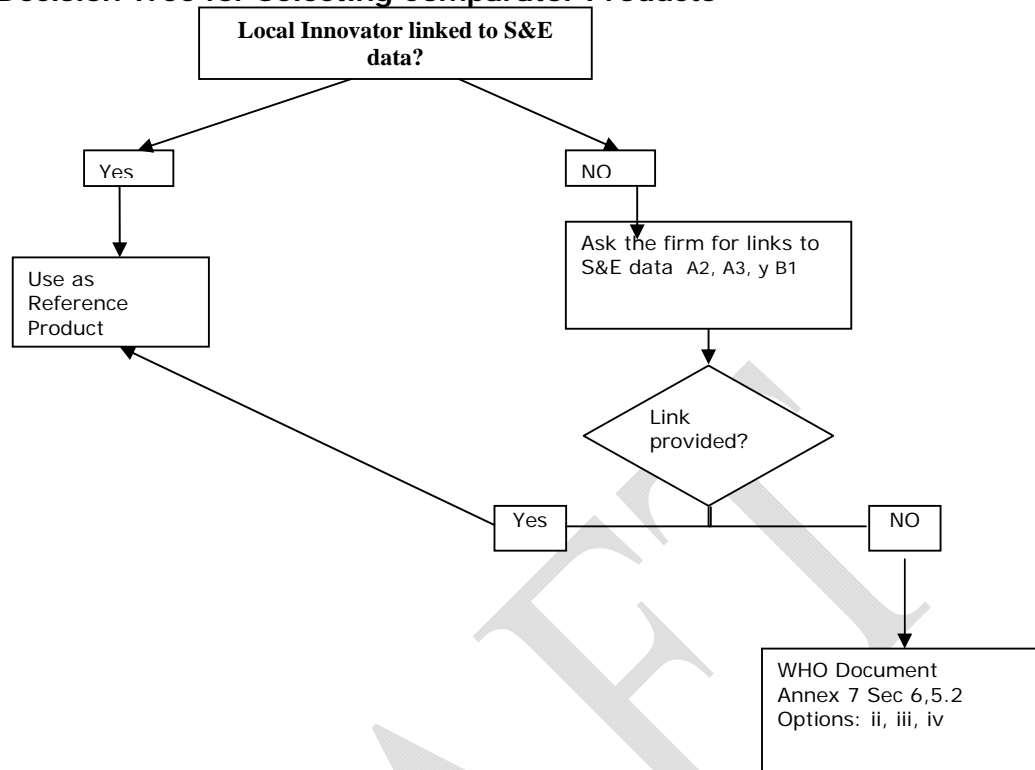 Decision Tree for Selecting Comparator Products
Local Innovator linked to S&E
data?
Yes
NO
Use as
Reference
Product
Ask the firm for links to
S&E data A2, A3, y B1
Link
provided?
Yes
NO
WHO Document
Annex 7 Sec 6,5.2
Options: ii, iii, iv